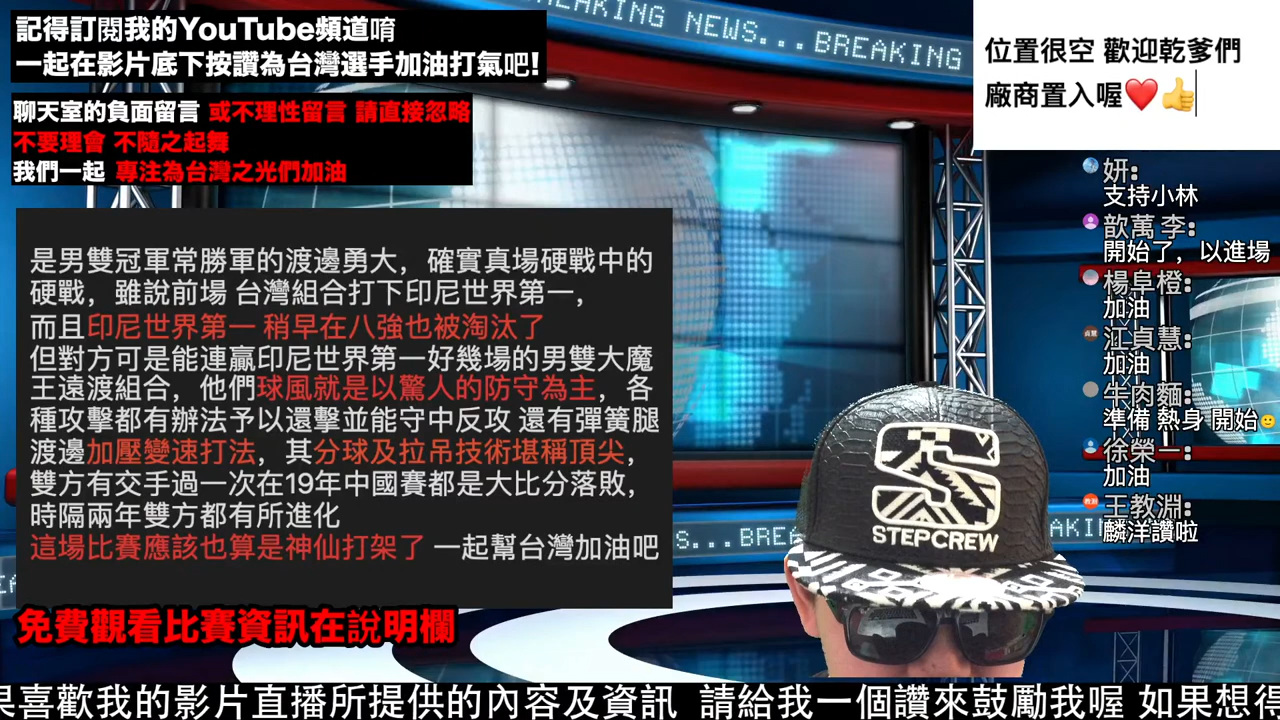 記得訂閱我的YouTube頻道唷
一起在影片底下按讚為台灣選手加油打氣吧!
聊天室的負面留言 或不理性留言 請直接忽略
不要理會 不隨之起舞
我們一起 專注為台灣之光們加油
BREAKING NEWS...BREAKING
位置很空 歡迎乾爹們
廠商置入喔❤️👍
是男雙冠軍常勝軍的渡邊勇大，確實真場硬戰中的
硬戰，雖說前場 台灣組合打下印尼世界第一，
而且印尼世界第一 稍早在八強也被淘汰了
但對方可是能連贏印尼世界第一好幾場的男雙大魔
王遠渡組合，他們球風就是以驚人的防守為主，各
種攻擊都有辦法予以還擊並能守中反攻 還有彈簧腿
渡邊加壓變速打法，其分球及拉吊技術堪稱頂尖，
雙方有交手過一次在19年中國賽都是大比分落敗，
時隔兩年雙方都有所進化
這場比賽應該也算是神仙打架了 一起幫台灣加油吧
妍:
支持小林
歆萬 李:
開始了，以進場
楊阜橙:
加油
江貞慧:
加油
牛肉麵:
準備 熱身 開始🙂
徐榮一:
加油
王教淵:
麟洋讚啦
STEPCREW
S...BREA
AKIN
免費觀看比賽資訊在說明欄
果喜歡我的影片直播所提供的內容及資訊 請給我一個讚來鼓勵我喔 如果想得